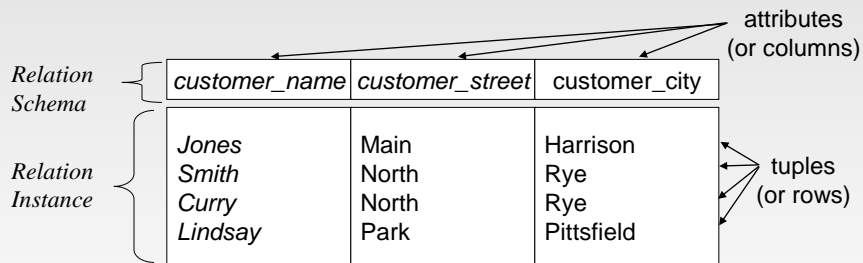 attributes
(or columns)
Relation
Schema
customer_name customer_street customer_city
Relation
Instance
Jones Main Harrison
Smith North Rye
Curry North Rye
Lindsay Park Pittsfield
tuples
(or rows)